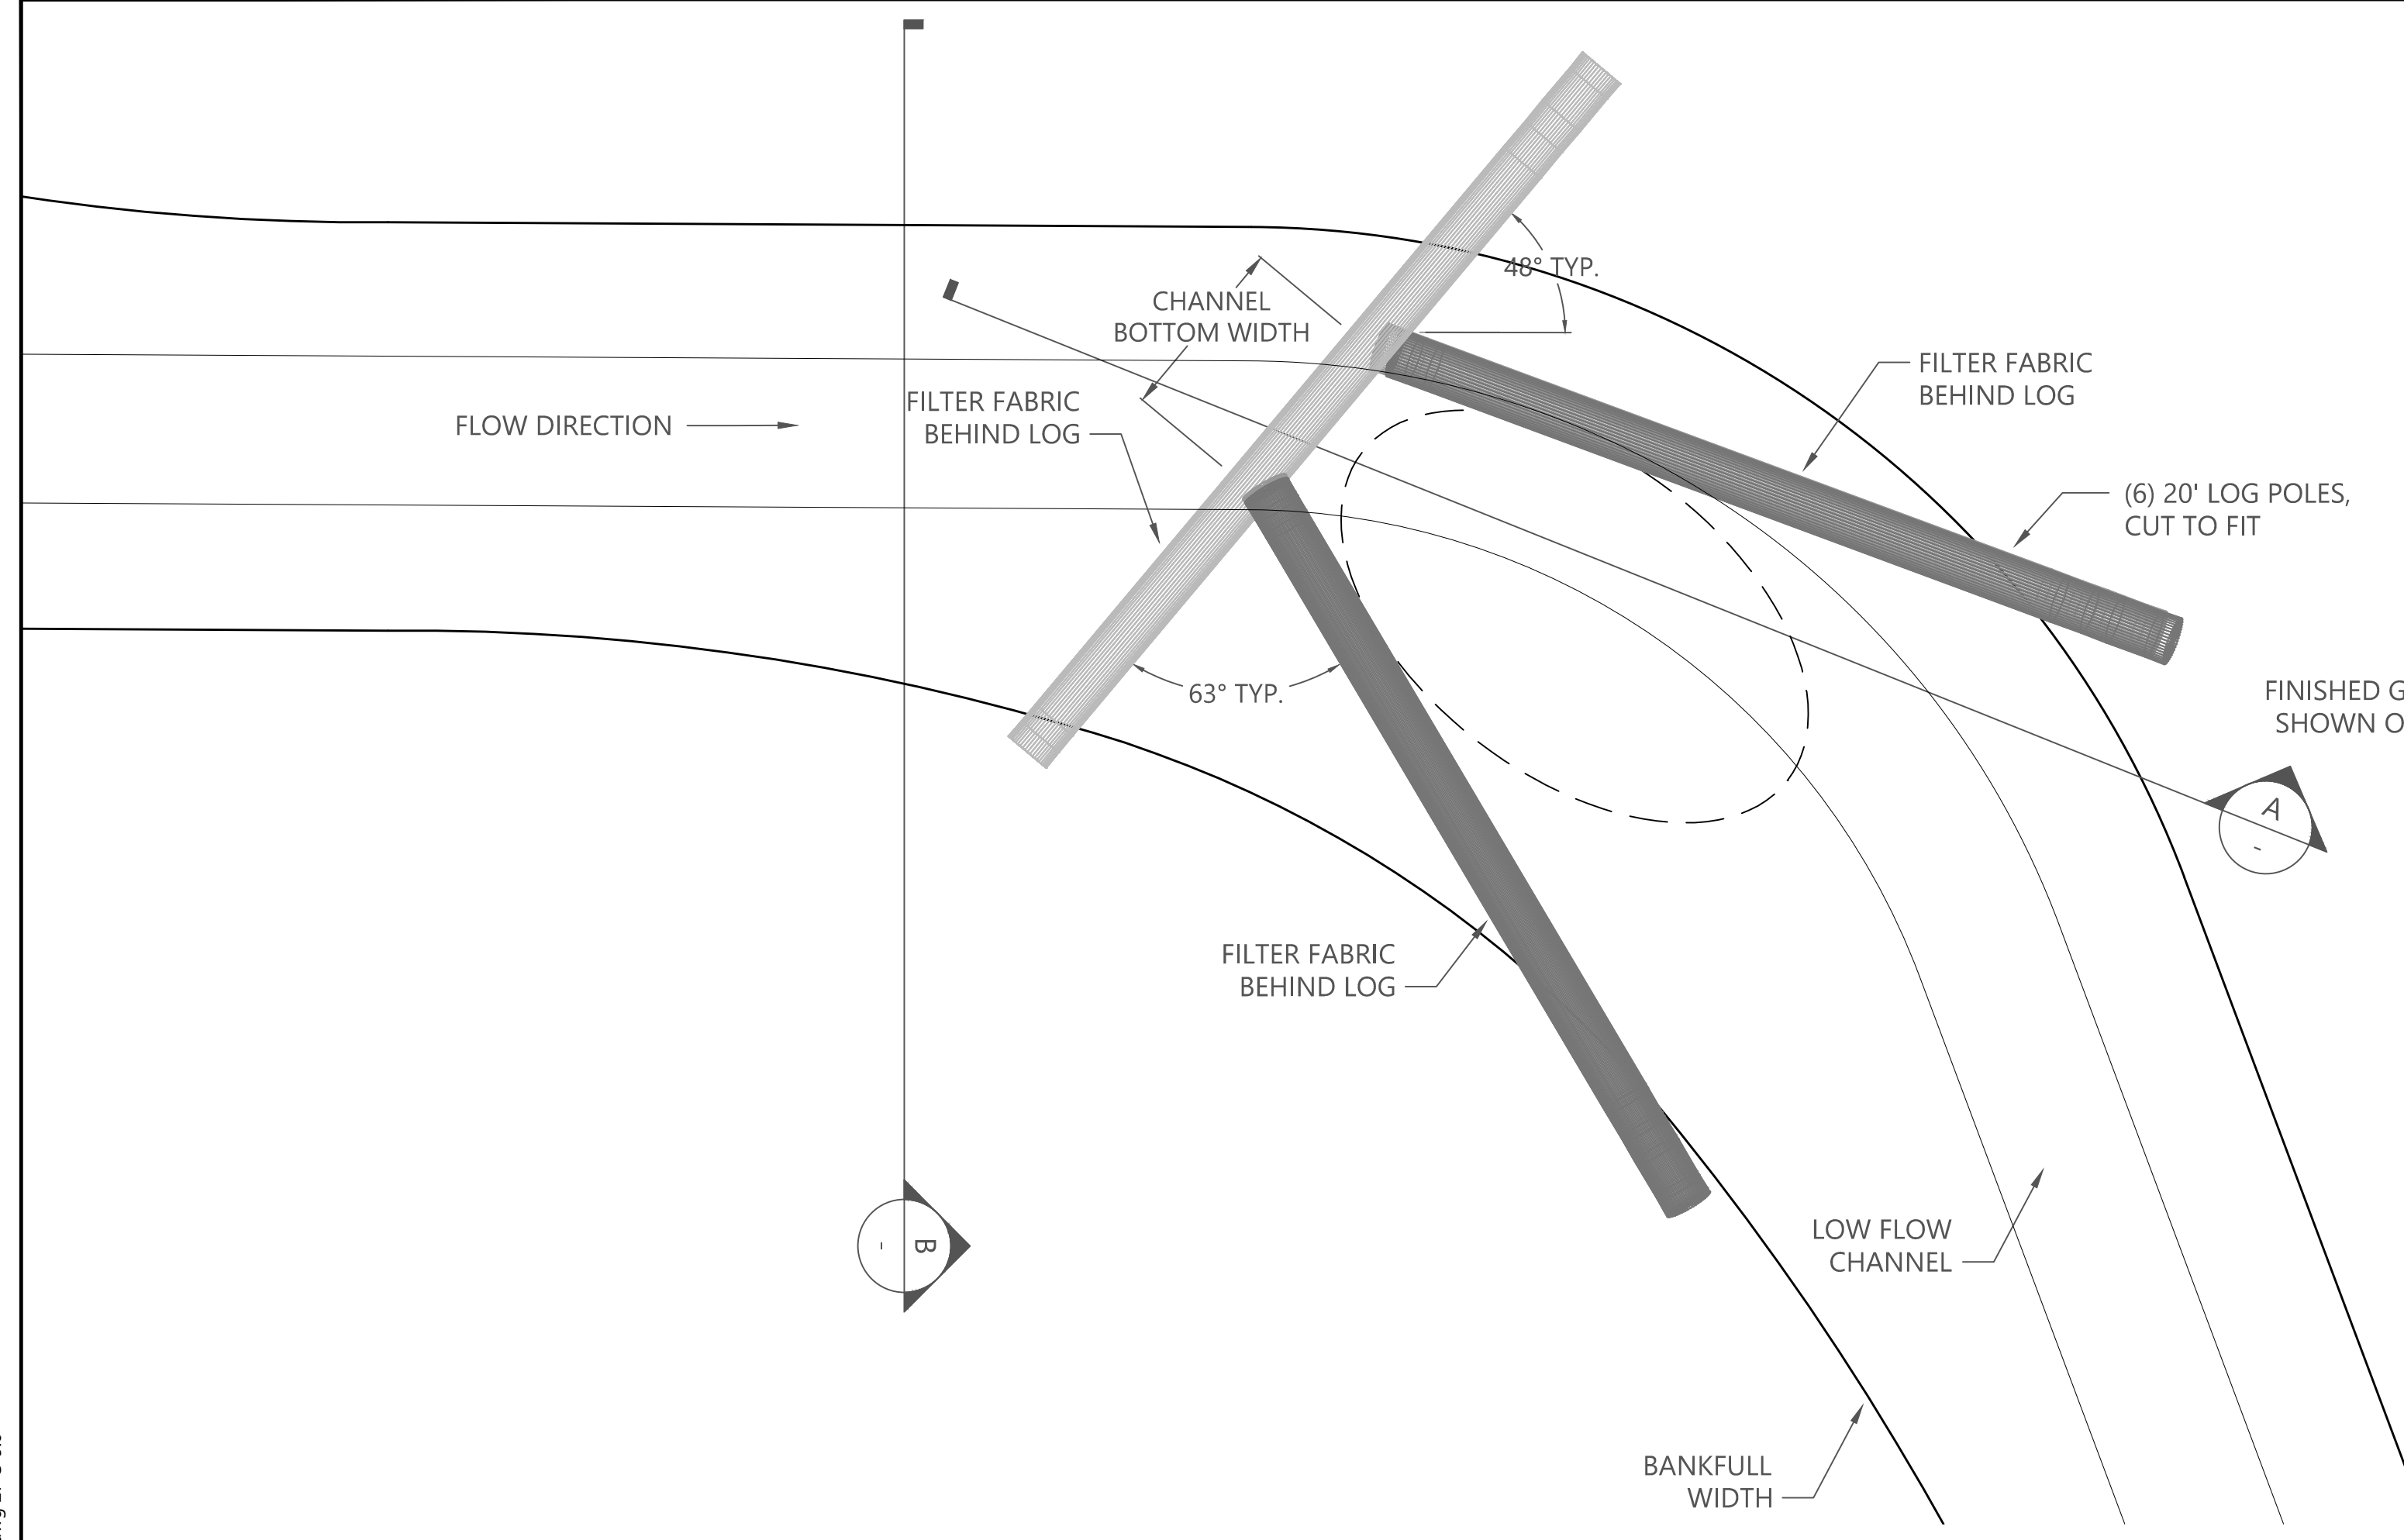 48° TYP.
CHANNEL
BOTTOM WIDTH
FILTER FABRIC
BEHIND LOG
FLOW DIRECTION
FILTER FABRIC
BEHIND LOG
(6) 20' LOG POLES,
CUT TO FIT
63° TYP.
FINISHED G
SHOWN O
A
-
FILTER FABRIC
BEHIND LOG
B
-
LOW FLOW
CHANNEL
BANKFULL
WIDTH